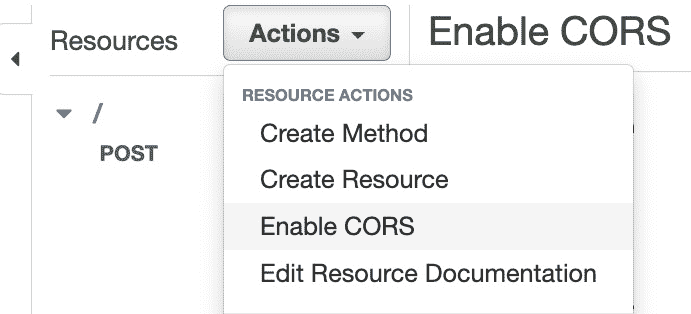 Resources
Actions
Enable CORS
RESOURCE ACTIONS
/
Create Method
POST
Create Resource
Enable CORS
Edit Resource Documentation